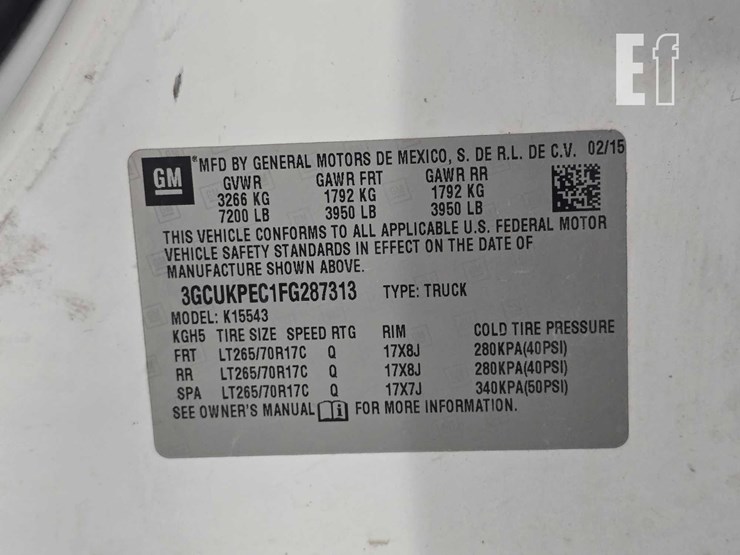 Ef
GM
*MFD BY GENERAL MOTORS DE MEXICO, S. DE R.L. DE C.V. 02/15
GVWR GAWR FRT GAWR RR
3266 KG 1792 KG 1792 KG
7200 LB 3950 LB 3950 LB
THIS VEHICLE CONFORMS TO ALL APPLICABLE U.S. FEDERAL MOTOR
VEHICLE SAFETY STANDARDS IN EFFECT ON THE DATE OF
MANUFACTURE SHOWN ABOVE.
3GCUKPEC1FG287313 TYPE: TRUCK
MODEL: K15543
KGH5 TIRE SIZE SPEED RTG RIM COLD TIRE PRESSURE
FRT LT265/70R17C Q 17X8J 280KPA(40PSI)
RR LT265/70R17C Q 17X8J 280KPA(40PSI)
SPA LT265/70R17C Q 17X7J 340KPA(50PSI)
SEE OWNER'S MANUAL i FOR MORE INFORMATION.